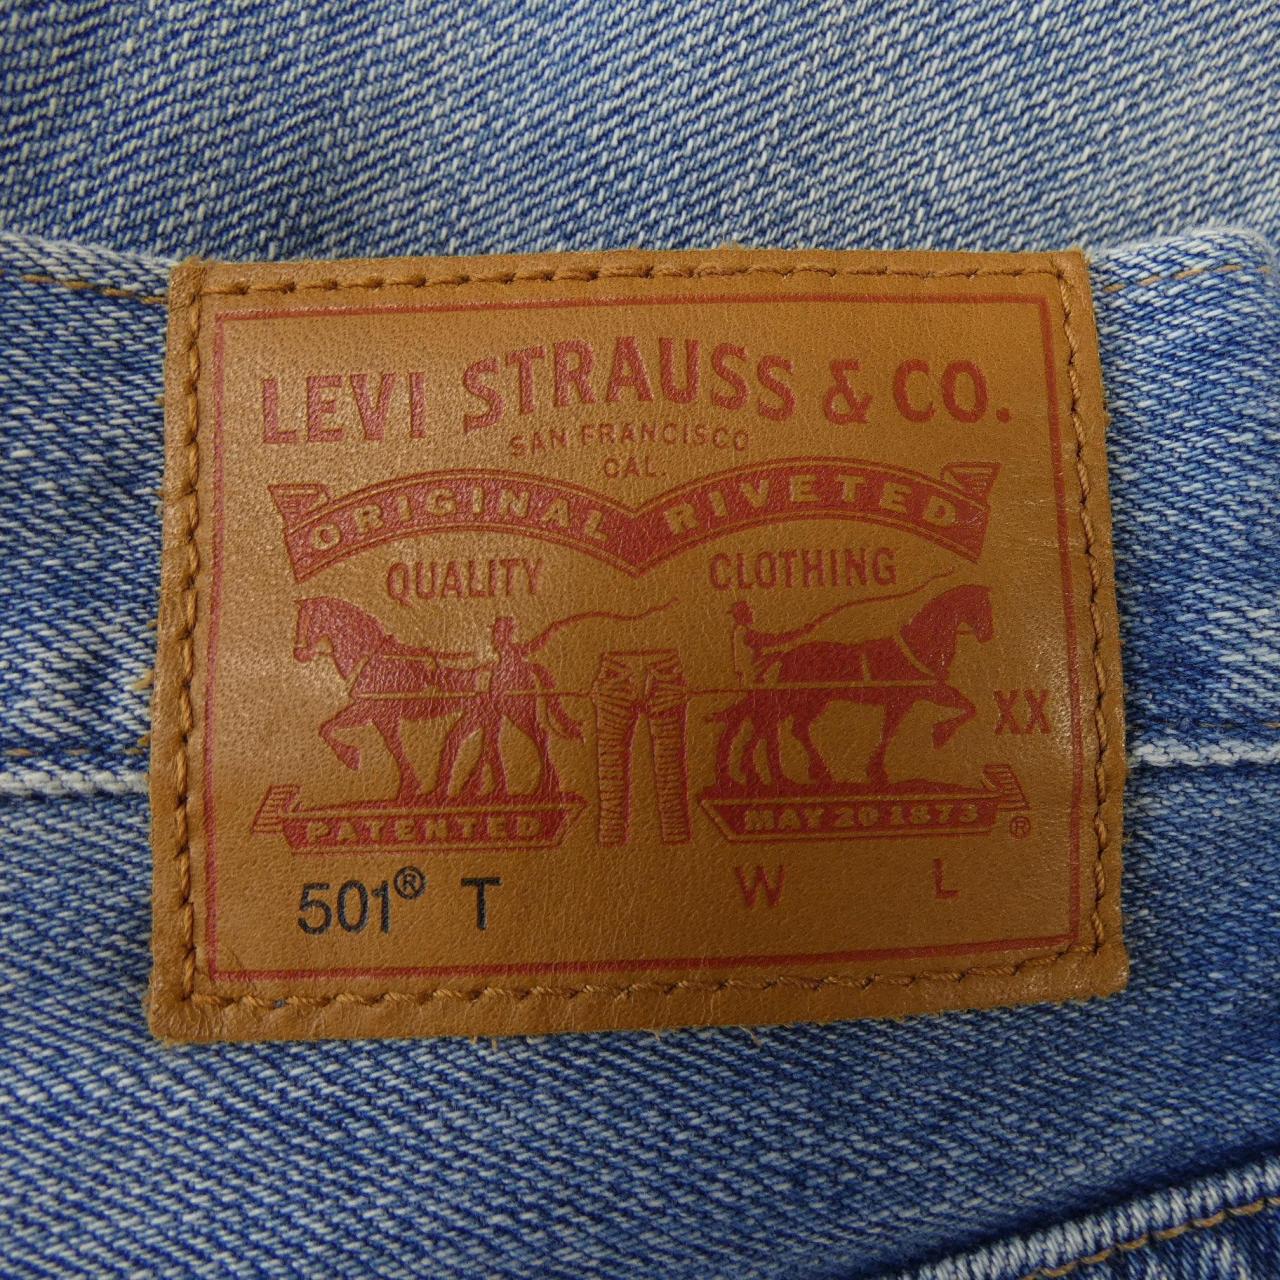 LEVI STRAUSS & CO.
SAN FRANCISCO
CAL.
ORIGINAL RIVETED
QUALITY CLOTHING
XX
PATENTED MAY 20 1873 ®
501® T W L